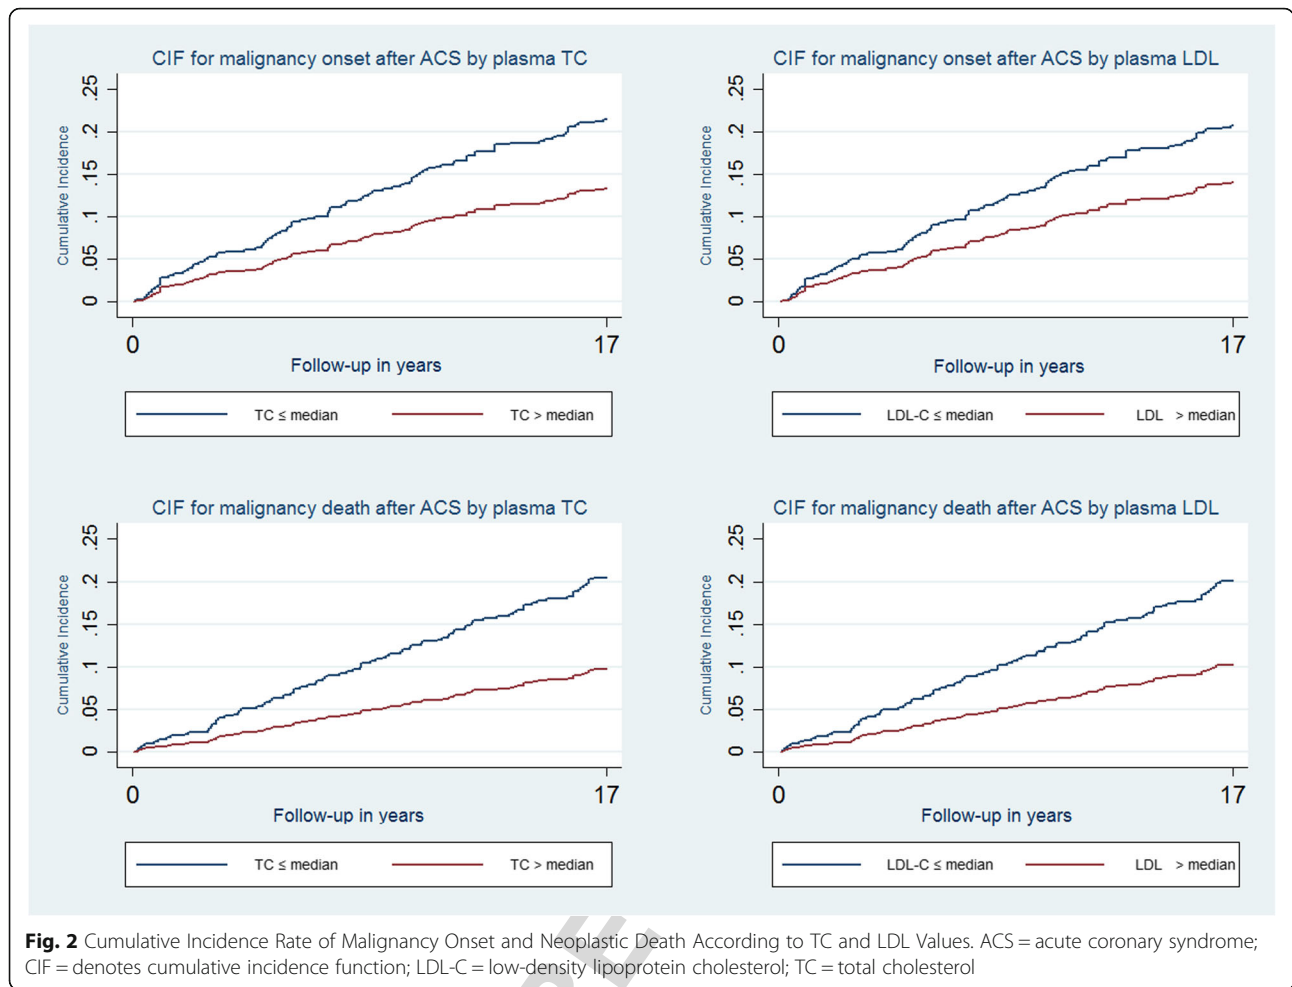 CIF for malignancy onset after ACS by plasma TC
Cumulative Incidence
.25
.2
.15
.1
.05
0
0 17
Follow-up in years
TC ≤ median TC > median
CIF for malignancy onset after ACS by plasma LDL
Cumulative Incidence
.25
.2
.15
.1
.05
0
0 17
Follow-up in years
LDL-C ≤ median LDL > median
CIF for malignancy death after ACS by plasma TC
Cumulative Incidence
.25
.2
.15
.1
.05
0
0 17
Follow-up in years
TC ≤ median TC > median
CIF for malignancy death after ACS by plasma LDL
Cumulative Incidence
.25
.2
.15
.1
.05
0
0 17
Follow-up in years
LDL-C ≤ median LDL > median
Fig. 2 Cumulative Incidence Rate of Malignancy Onset and Neoplastic Death According to TC and LDL Values. ACS = acute coronary syndrome;
CIF = denotes cumulative incidence function; LDL-C = low-density lipoprotein cholesterol; TC = total cholesterol